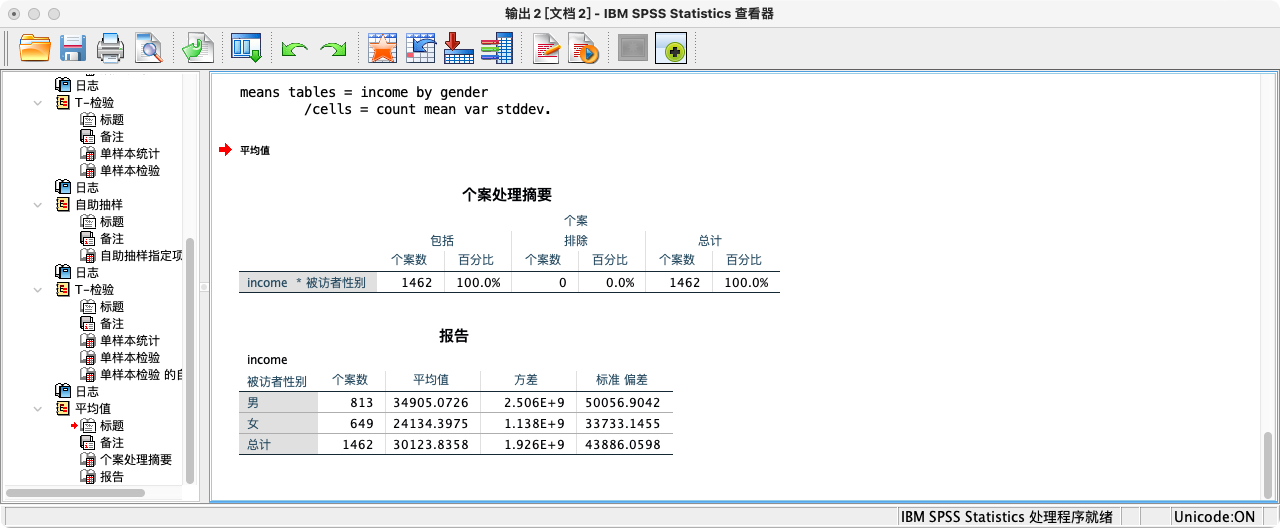 输出2 [文档2] - IBM SPSS Statistics 查看器
日志
T-检验
标题
备注
单样本统计
单样本检验
日志
自助抽样
标题
备注
自助抽样指定项
日志
T-检验
标题
备注
单样本统计
单样本检验
单样本检验 的自
日志
平均值
标题
备注
个案处理摘要
报告
means tables = income by gender
/cells = count mean var stddev.
平均值
个案处理摘要
个案
包括 排除 总计
个案数 百分比 个案数 百分比 个案数 百分比
income * 被访者性别 1462 100.0% 0 0.0% 1462 100.0%
报告
income
被访者性别 个案数 平均值 方差 标准 偏差
男 813 34905.0726 2.506E+9 50056.9042
女 649 24134.3975 1.138E+9 33733.1455
总计 1462 30123.8358 1.926E+9 43886.0598
IBM SPSS Statistics 处理程序就绪 Unicode:ON